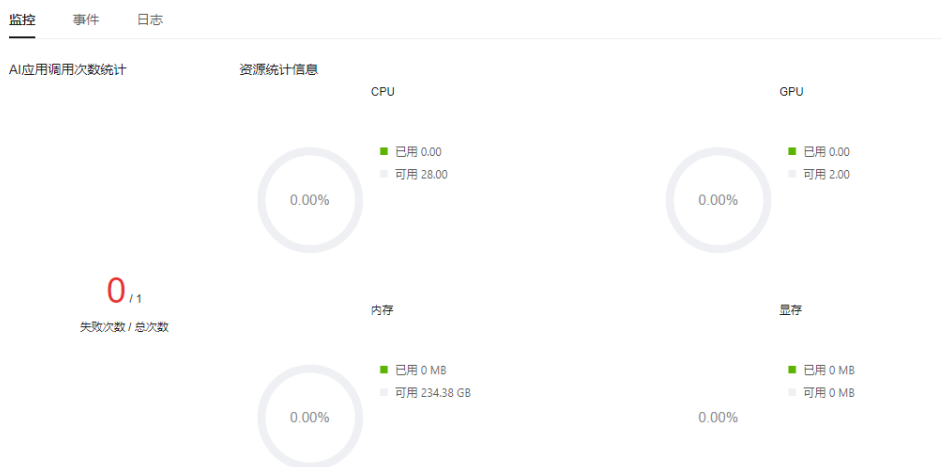 监控 事件 日志
AI应用调用次数统计
资源统计信息
CPU
已用 0.00
可用 28.00
0.00%
GPU
已用 0.00
可用 2.00
0.00%
0 / 1
失败次数 / 总次数
内存
已用 0 MB
可用 234.38 GB
0.00%
显存
已用 0 MB
可用 0 MB
0.00%